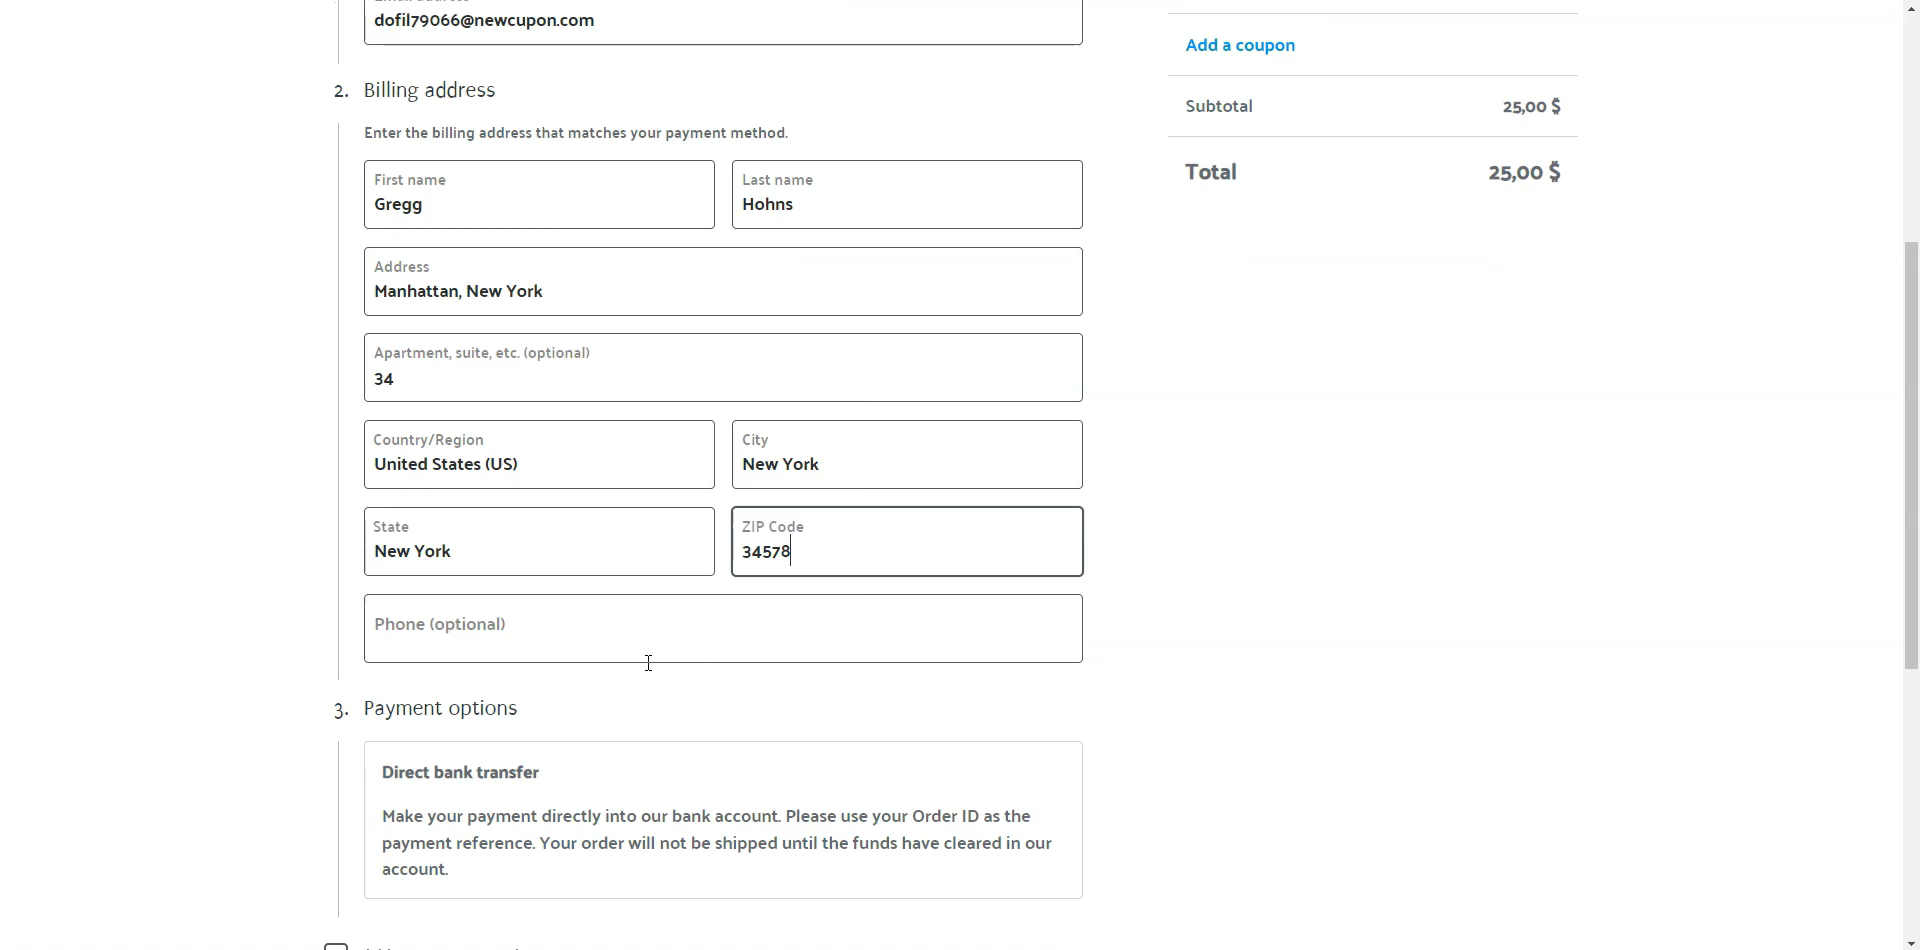 dofil79066@newcupon.com
Add a coupon
2. Billing address
Subtotal 25,00 $
Enter the billing address that matches your payment method.
Total 25,00 $
First name
Gregg
Last name
Hohns
Address
Manhattan, New York
Apartment, suite, etc. (optional)
34
Country/Region
United States (US)
City
New York
State
New York
ZIP Code
34578
Phone (optional)
3. Payment options
Direct bank transfer
Make your payment directly into our bank account. Please use your Order ID as the
payment reference. Your order will not be shipped until the funds have cleared in our
account.